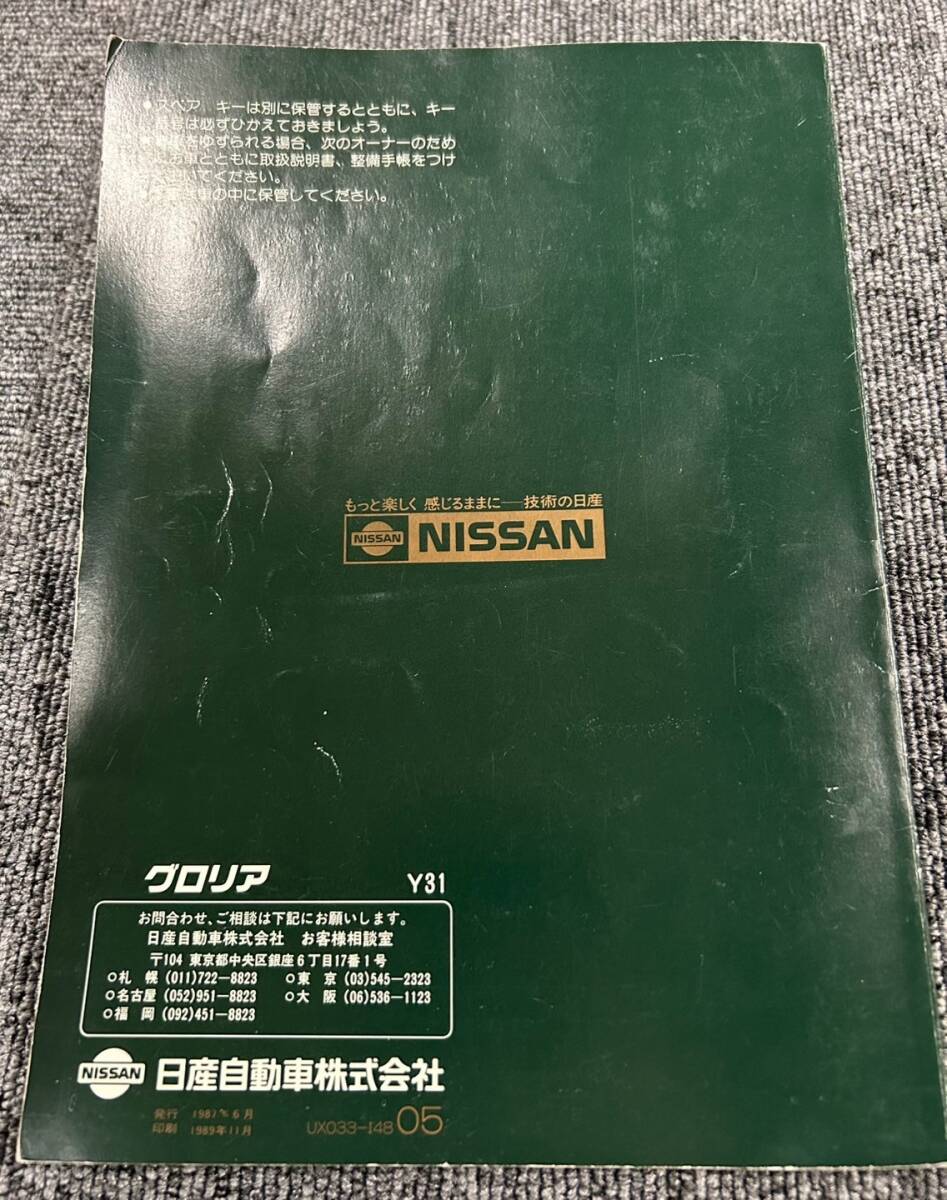 ●スペア キーは別に保管するとともに、キー
番号は必ずひかえておきましょう。
をゆずられる場合、次のオーナーのため
お車とともに取扱説明書、整備手帳をつけ
てください。
車の中に保管してください。
もっと楽しく 感じるままに──技術の日産
NISSAN NISSAN
グロリア Y31
お問合わせ、ご相談は下記にお願いします。
日産自動車株式会社 お客様相談室
〒104 東京都中央区銀座6丁目17番1号
○札 幌 (011)722-8823 ○東 京 (03)545-2323
○名古屋 (052)951-8823 ○大 阪 (06)536-1123
○福 岡 (092)451-8823
NISSAN 日産自動車株式会社
発行 1987年6月
印刷 1989年11月 UX033-I48 05